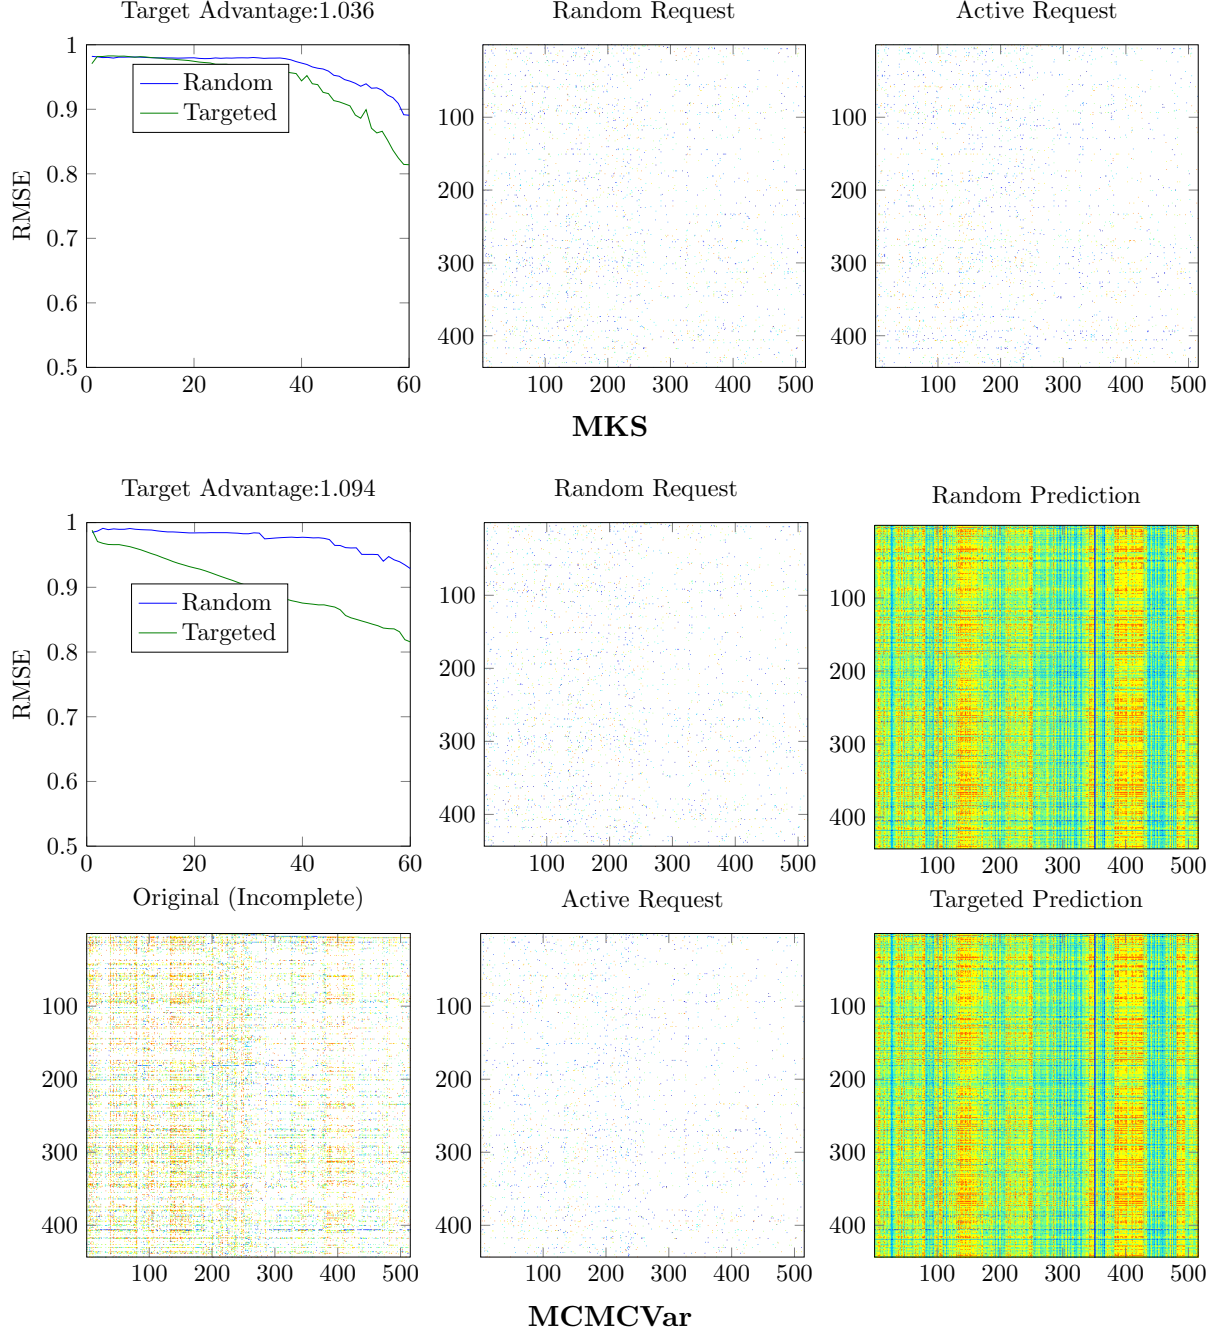 Target Advantage:1.036
Random Request
Active Request
1
0.9
0.8
0.7
0.6
0.5
RMSE
Random
Targeted
0 20 40 60
100
200
300
400
100 200 300 400 500
100
200
300
400
100 200 300 400 500
MKS
Target Advantage:1.094
Random Request
Random Prediction
1
0.9
0.8
0.7
0.6
0.5
RMSE
Random
Targeted
0 20 40 60
100
200
300
400
100 200 300 400 500
100
200
300
400
100 200 300 400 500
Original (Incomplete)
Active Request
Targeted Prediction
100
200
300
400
100 200 300 400 500
100
200
300
400
100 200 300 400 500
100
200
300
400
100 200 300 400 500
MCMCVar